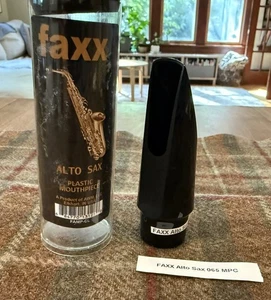 faxx
ALTO SAX
PLASTIC
MOUTHPIECE
FAXX Alto
FAXX Alto Sax 065 MPC